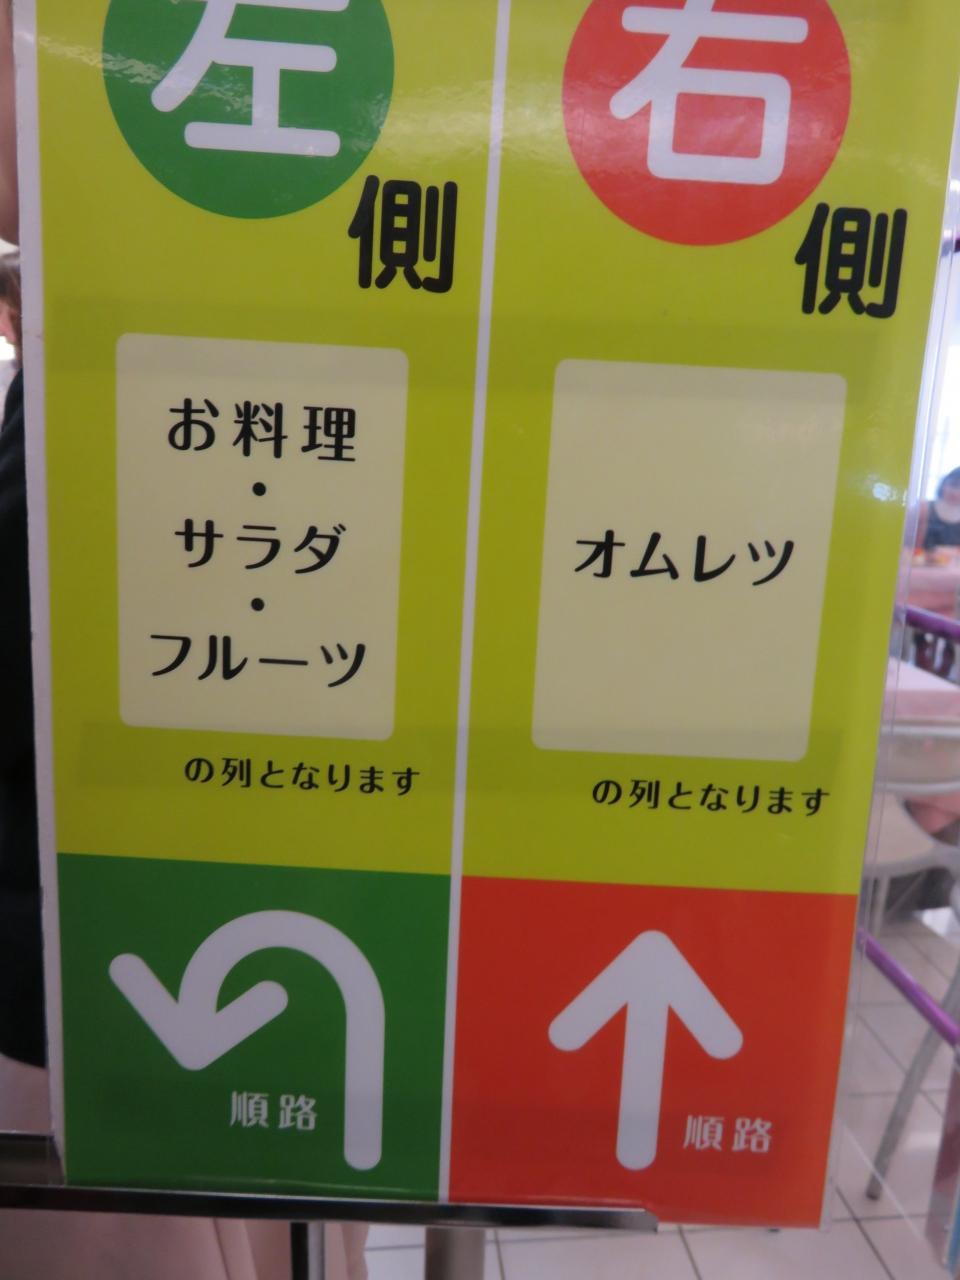 左側
お料理
・
サラダ
・
フルーツ
の列となります
順路
右側
オムレツ
の列となります
順路